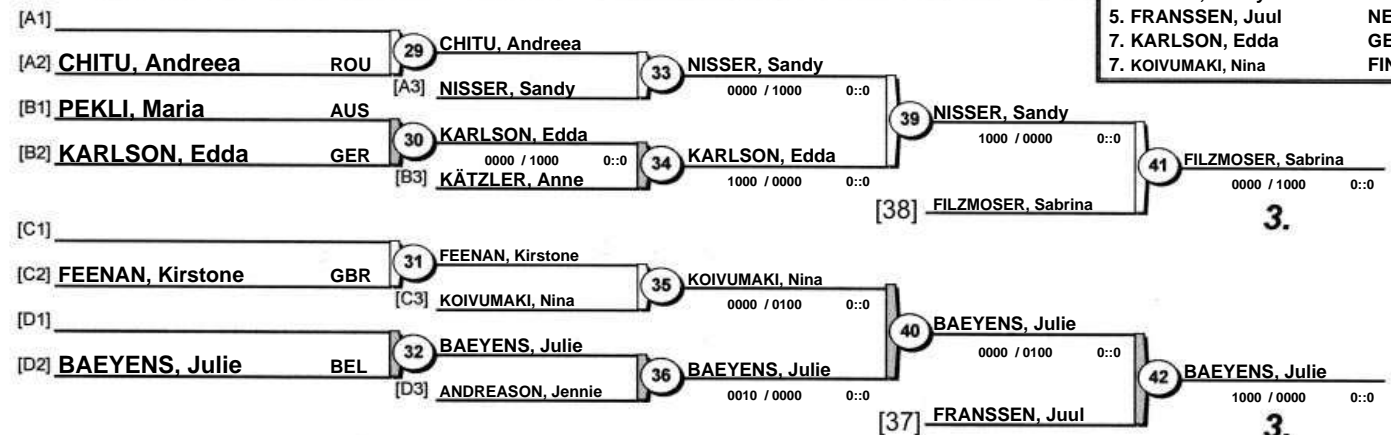 5. FRANSSEN, Juul NE
7. KARLSON, Edda GE
7. KOIVUMAKI, Nina FIN
[A1]
[A2] CHITU, Andreea ROU
29 CHITU, Andreea
[A3] NISSER, Sandy
33 NISSER, Sandy
0000 / 1000 0::0
[B1] PEKLI, Maria AUS
[B2] KARLSON, Edda GER
30 KARLSON, Edda
0000 / 1000 0::0
[B3] KÄTZLER, Anne
34 KARLSON, Edda
1000 / 0000 0::0
39 NISSER, Sandy
1000 / 0000 0::0
[38] FILZMOSER, Sabrina
41 FILZMOSER, Sabrina
0000 / 1000 0::0
3.
[C1]
[C2] FEENAN, Kirstone GBR
31 FEENAN, Kirstone
[C3] KOIVUMAKI, Nina
35 KOIVUMAKI, Nina
0000 / 0100 0::0
[D1]
[D2] BAEYENS, Julie BEL
32 BAEYENS, Julie
[D3] ANDREASON, Jennie
36 BAEYENS, Julie
0010 / 0000 0::0
40 BAEYENS, Julie
0000 / 0100 0::0
[37] FRANSSEN, Juul
42 BAEYENS, Julie
1000 / 0000 0::0
3.